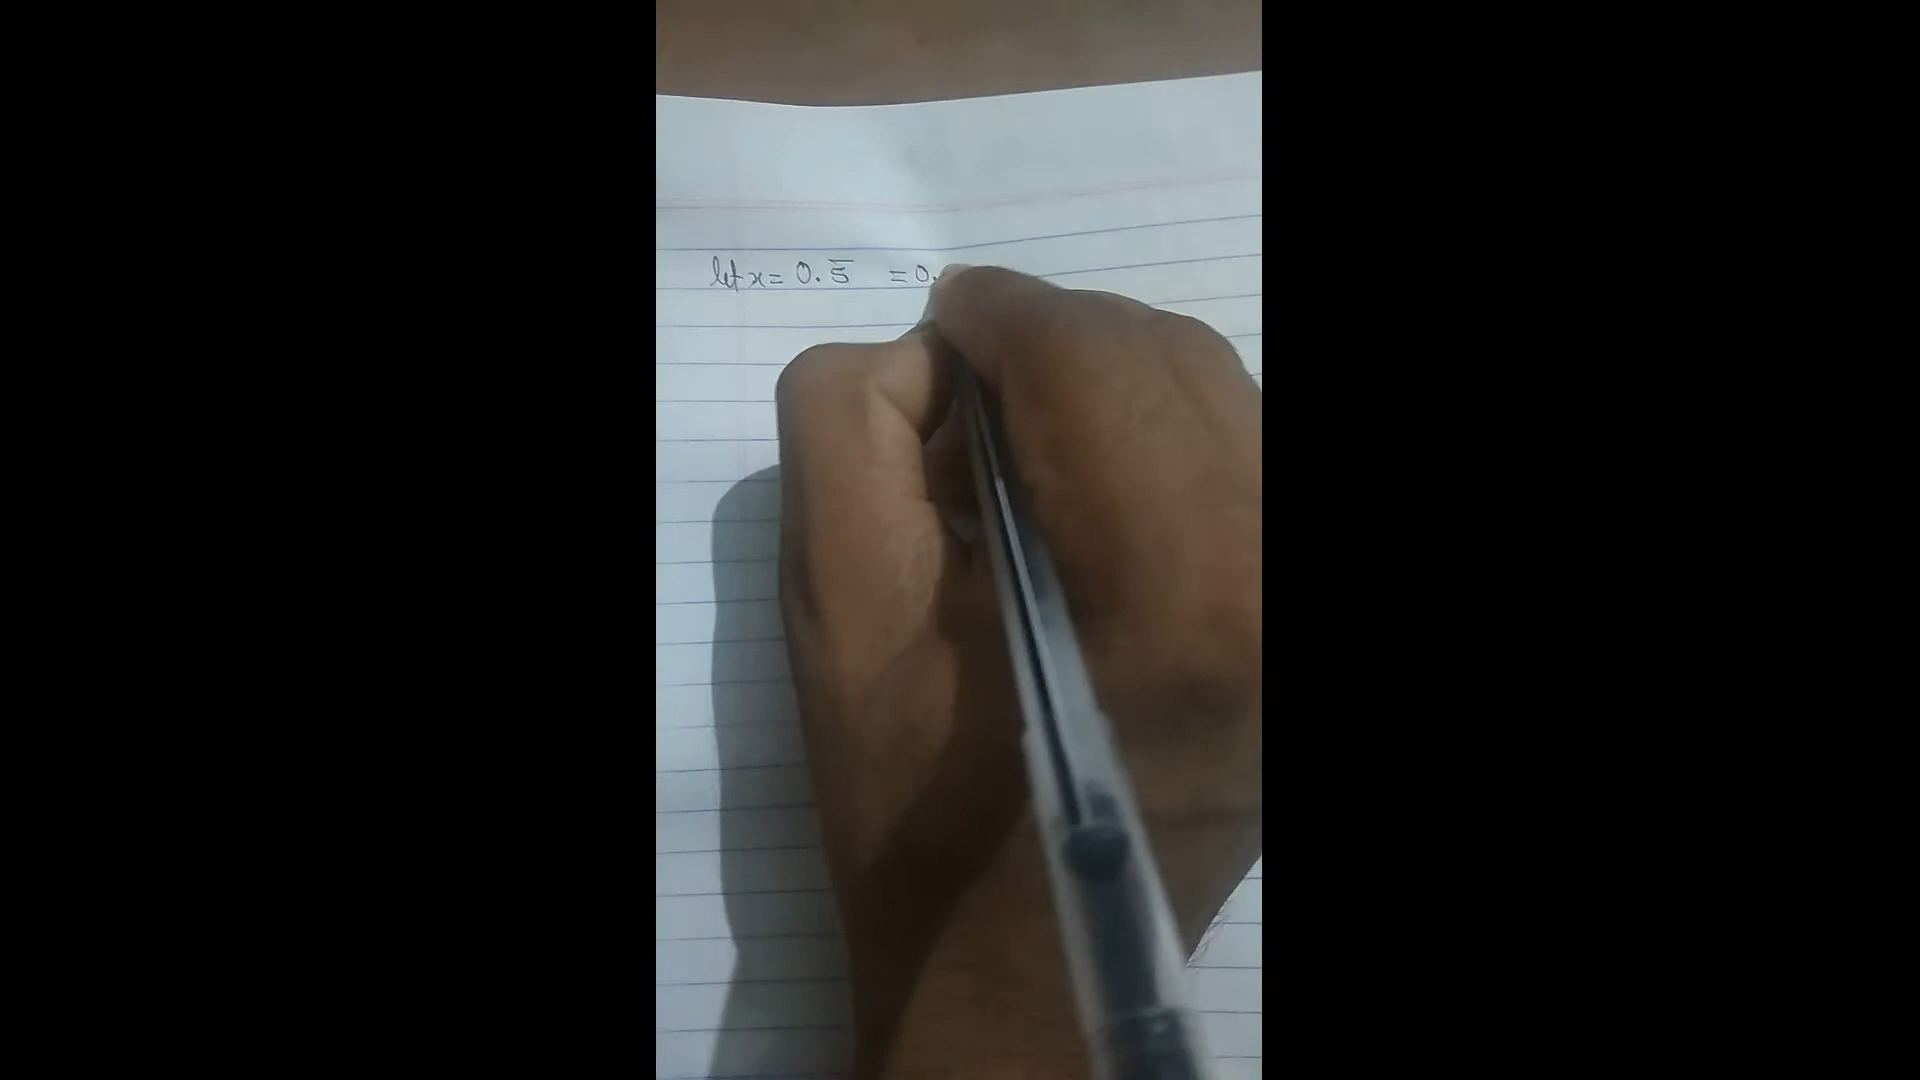 let x = 0.5̅ = 0.